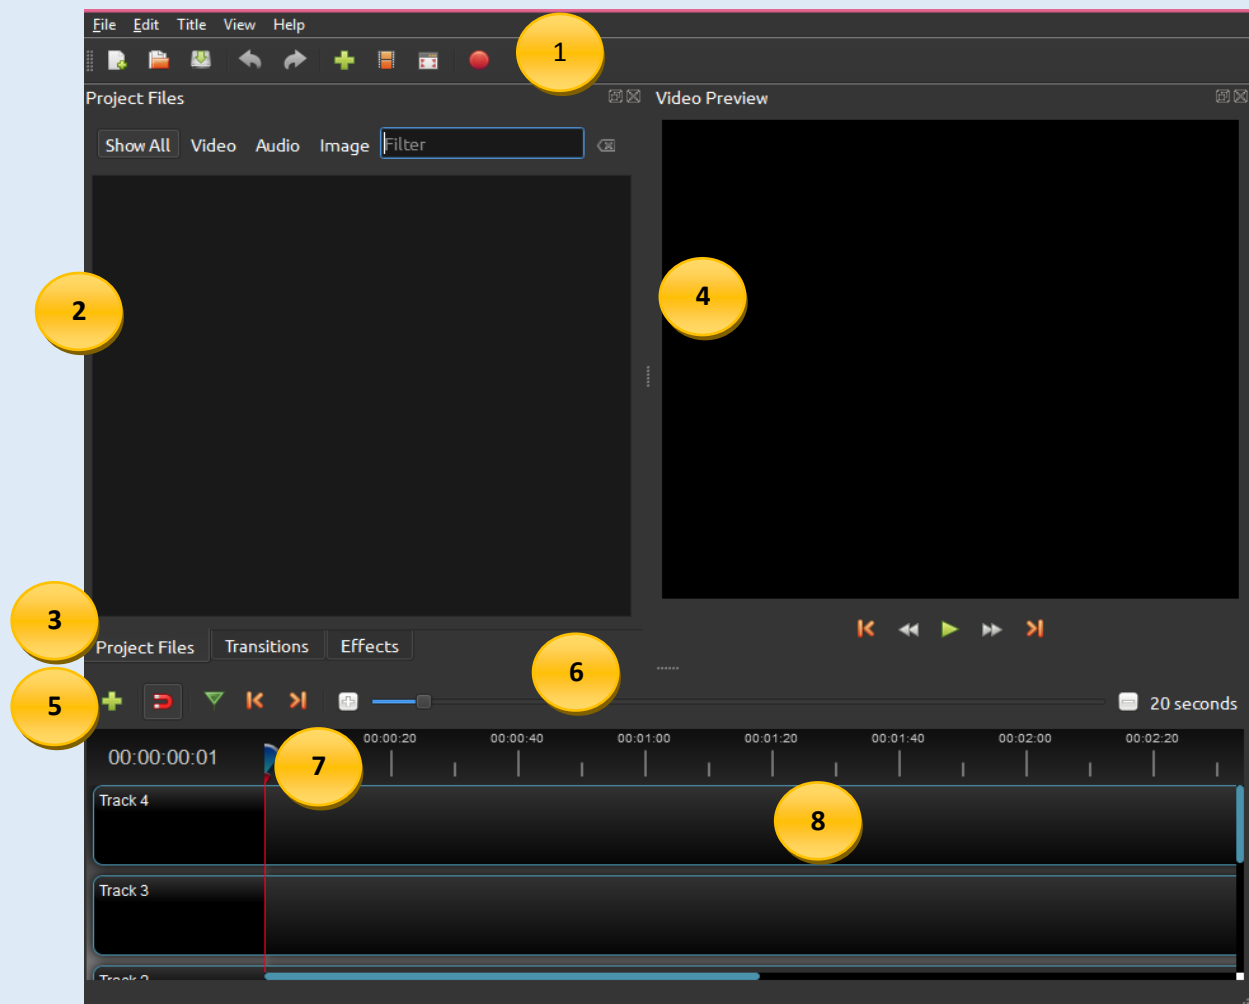 File Edit Title View Help
1
Project Files
Video Preview
Show All Video Audio Image Filter
2
4
3
Project Files Transitions Effects
6
5
20 seconds
00:00:00:01
7
00:00:20 00:00:40 00:01:00 00:01:20 00:01:40 00:02:00 00:02:20
Track 4
8
Track 3
Track 2